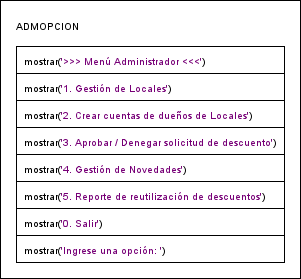 ADMOPCION
mostrar('>>> Menú Administrador <<<')
mostrar('1. Gestión de Locales')
mostrar('2. Crear cuentas de dueños de Locales')
mostrar('3. Aprobar / Denegar solicitud de descuento')
mostrar('4. Gestión de Novedades')
mostrar('5. Reporte de reutilización de descuentos')
mostrar('0. Salir')
mostrar('Ingrese una opción: ')